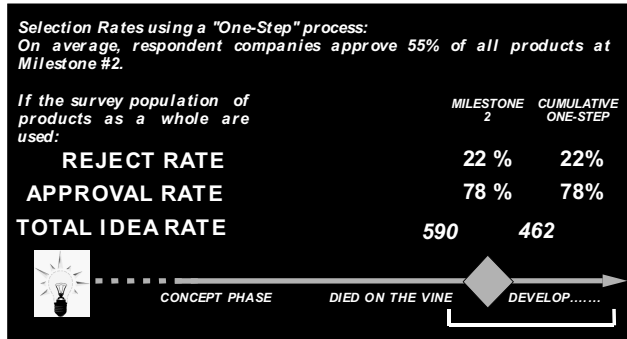 Selection Rates using a "One-Step" process:
On average, respondent companies approve 55% of all products at
Milestone #2.
If the survey population of
products as a whole are
used:
MILESTONE 2
CUMULATIVE ONE-STEP
REJECT RATE 22 % 22%
APPROVAL RATE 78 % 78%
TOTAL IDEA RATE 590 462
CONCEPT PHASE DIED ON THE VINE DEVELOP.......